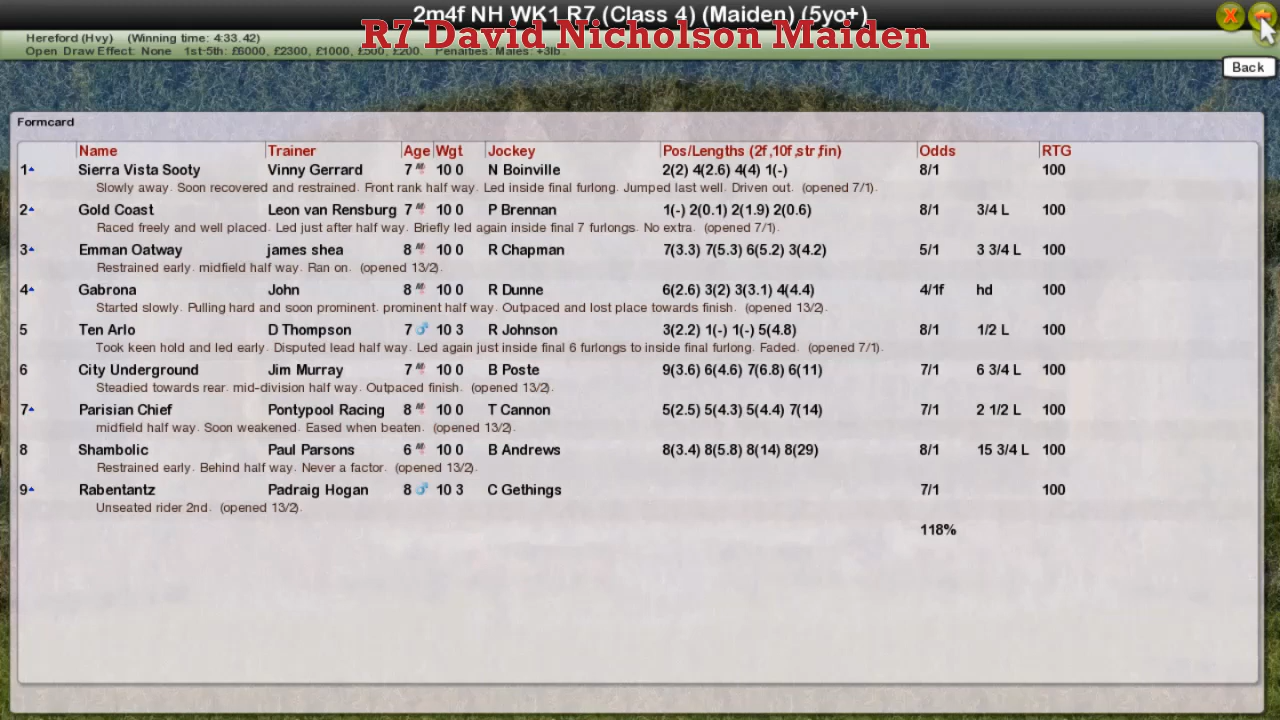 2m4f NH WK1 R7 (Class 4) (Maiden) (5yo+)
R7 David Nicholson Maiden
Hereford (Hvy) (Winning time: 4:33.42)
Open Draw Effect: None 1st-5th: £6000, £2300, £1000, £500, £200. Penalties: Males: +3lb
X
Back
Formcard
Name Trainer Age Wgt Jockey Pos/Lengths (2f,10f,str,fin) Odds RTG
1 Sierra Vista Sooty Vinny Gerrard 7 10 0 N Boinville 2(2) 4(2.6) 4(4) 1(-) 8/1 100
Slowly away. Soon recovered and restrained. Front rank half way. Led inside final furlong. Jumped last well. Driven out. (opened 7/1).
2 Gold Coast Leon van Rensburg 7 10 0 P Brennan 1(-) 2(0.1) 2(1.9) 2(0.6) 8/1 3/4 L 100
Raced freely and well placed. Led just after half way. Briefly led again inside final 7 furlongs. No extra. (opened 7/1).
3 Emman Oatway james shea 8 10 0 R Chapman 7(3.3) 7(5.3) 6(5.2) 3(4.2) 5/1 3 3/4 L 100
Restrained early. midfield half way. Ran on. (opened 13/2).
4 Gabrona John 8 10 0 R Dunne 6(2.6) 3(2) 3(3.1) 4(4.4) 4/1f hd 100
Started slowly. Pulling hard and soon prominent. prominent half way. Outpaced and lost place towards finish. (opened 13/2).
5 Ten Arlo D Thompson 7 10 3 R Johnson 3(2.2) 1(-) 1(-) 5(4.8) 8/1 1/2 L 100
Took keen hold and led early. Disputed lead half way. Led again just inside final 6 furlongs to inside final furlong. Faded. (opened 7/1).
6 City Underground Jim Murray 7 10 0 B Poste 9(3.6) 6(4.6) 7(6.8) 6(11) 7/1 6 3/4 L 100
Steadied towards rear. mid-division half way. Outpaced finish. (opened 13/2).
7 Parisian Chief Pontypool Racing 8 10 0 T Cannon 5(2.5) 5(4.3) 5(4.4) 7(14) 7/1 2 1/2 L 100
midfield half way. Soon weakened. Eased when beaten. (opened 13/2).
8 Shambolic Paul Parsons 6 10 0 B Andrews 8(3.4) 8(5.8) 8(14) 8(29) 8/1 15 3/4 L 100
Restrained early. Behind half way. Never a factor. (opened 13/2).
9 Rabentantz Padraig Hogan 8 10 3 C Gethings 7/1 100
Unseated rider 2nd. (opened 13/2).
118%